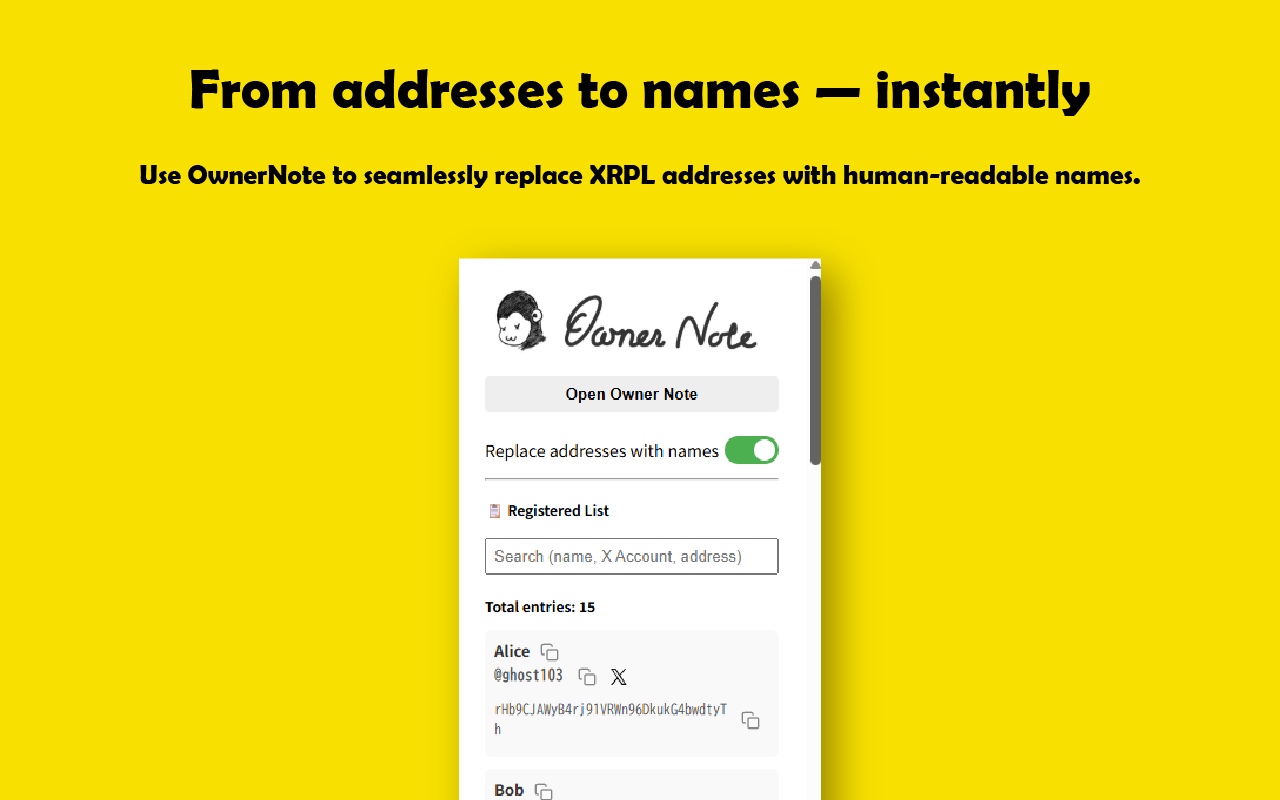 From addresses to names — instantly
Use OwnerNote to seamlessly replace XRPL addresses with human-readable names.
Owner Note
Open Owner Note
Replace addresses with names
Registered List
Search (name, X Account, address)
Total entries: 15
Alice
@ghost103
rHb9CJAWyB4rj91VRWn96DkukG4bwdtyT
h
Bob